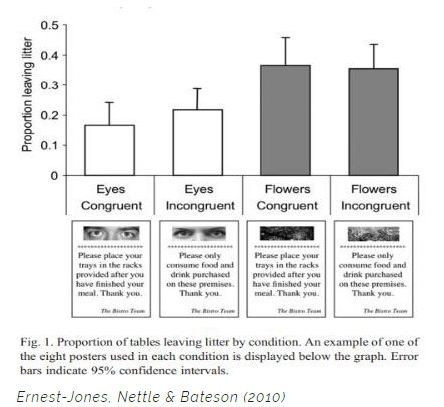 0.5
0.4
0.3
0.2
0.1
0
Proportion leaving litter
Eyes Congruent
Eyes Incongruent
Flowers Congruent
Flowers Incongruent
Please place your
trays in the racks
provided after you
have finished your
meal. Thank you.
The Bistro Team
Please only
consume food and
drink purchased
on these premises.
Thank you.
The Bistro Team
Please place your
trays in the racks
provided after you
have finished your
meal. Thank you.
The Bistro Team
Please only
consume food and
drink purchased
on these premises.
Thank you.
The Bistro Team
Fig. 1. Proportion of tables leaving litter by condition. An example of one of
the eight posters used in each condition is displayed below the graph. Error
bars indicate 95% confidence intervals.
Ernest-Jones, Nettle & Bateson (2010)